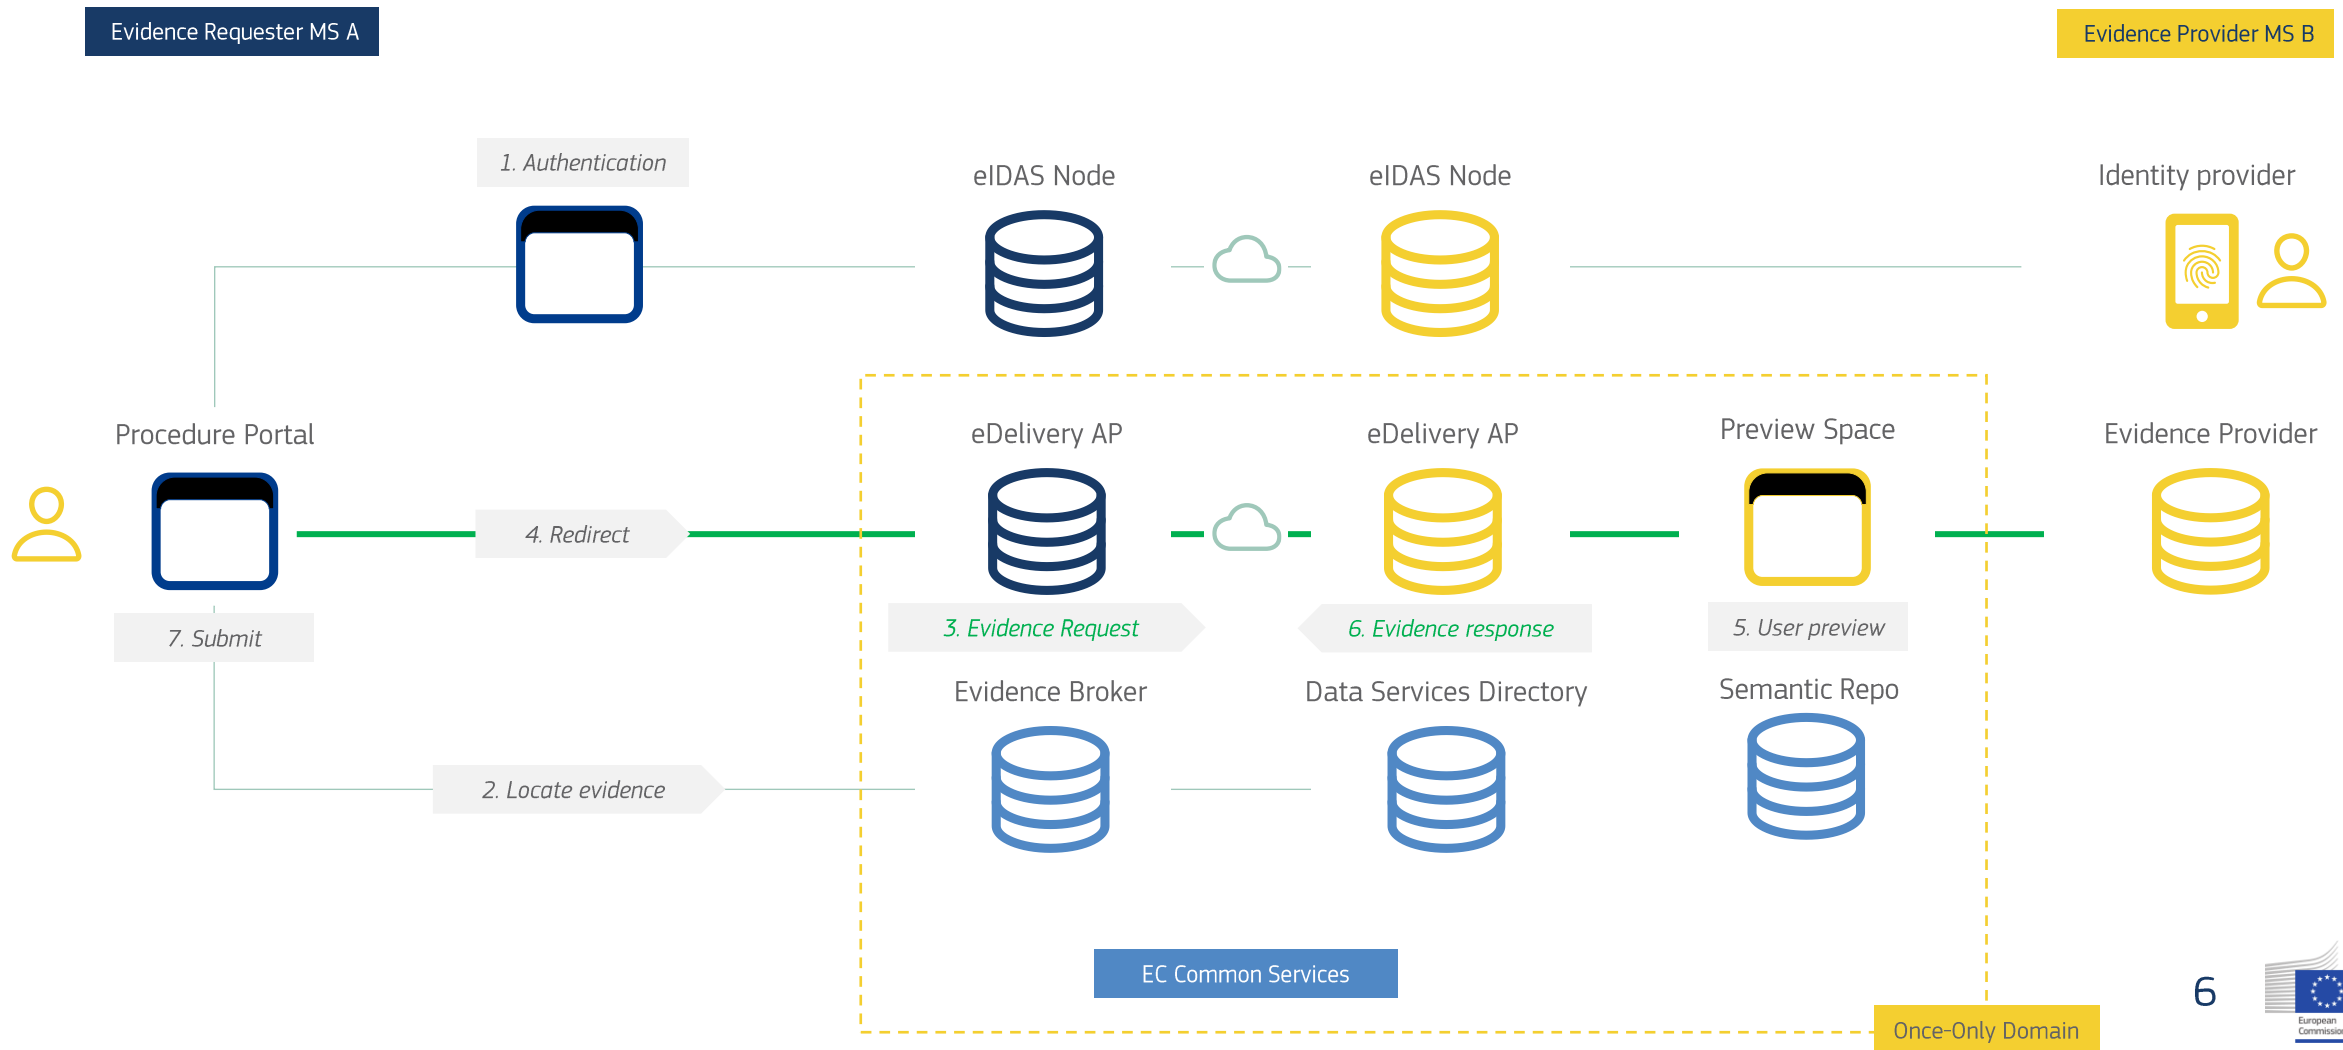 Evidence Requester MS A
Evidence Provider MS B
1. Authentication
eIDAS Node
eIDAS Node
Identity provider
Procedure Portal
eDelivery AP
eDelivery AP
Preview Space
Evidence Provider
4. Redirect
3. Evidence Request
6. Evidence response
5. User preview
7. Submit
Evidence Broker
Data Services Directory
Semantic Repo
2. Locate evidence
EC Common Services
6
European
Commission
Once-Only Domain